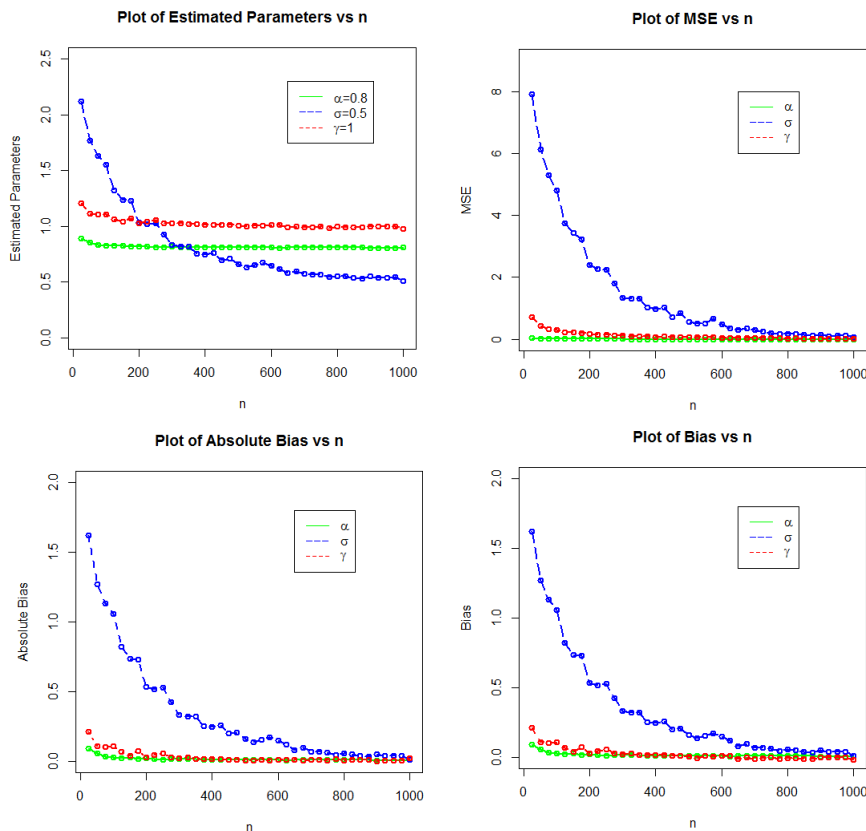 Plot of Estimated Parameters vs n
Estimated Parameters
2.5
2.0
1.5
1.0
0.5
0.0
α=0.8
σ=0.5
γ=1
0 200 400 600 800 1000
n
Plot of MSE vs n
MSE
8
6
4
2
0
α
σ
γ
0 200 400 600 800 1000
n
Plot of Absolute Bias vs n
Absolute Bias
2.0
1.5
1.0
0.5
0.0
α
σ
γ
0 200 400 600 800 1000
n
Plot of Bias vs n
Bias
2.0
1.5
1.0
0.5
0.0
α
σ
γ
0 200 400 600 800 1000
n